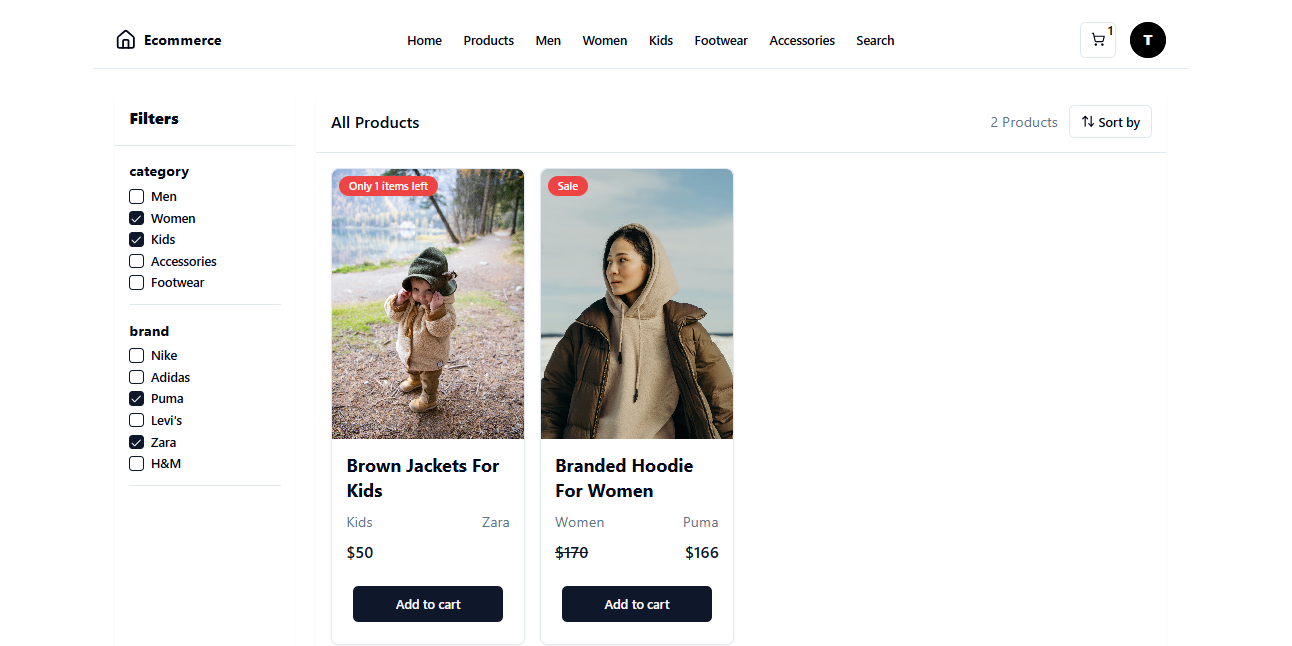 Ecommerce
Home Products Men Women Kids Footwear Accessories Search
1
T
Filters
category
Men
Women
Kids
Accessories
Footwear
brand
Nike
Adidas
Puma
Levi's
Zara
H&M
All Products
2 Products
Sort by
Only 1 items left
Brown Jackets For
Kids
Kids Zara
$50
Add to cart
Sale
Branded Hoodie
For Women
Women Puma
$170 $166
Add to cart